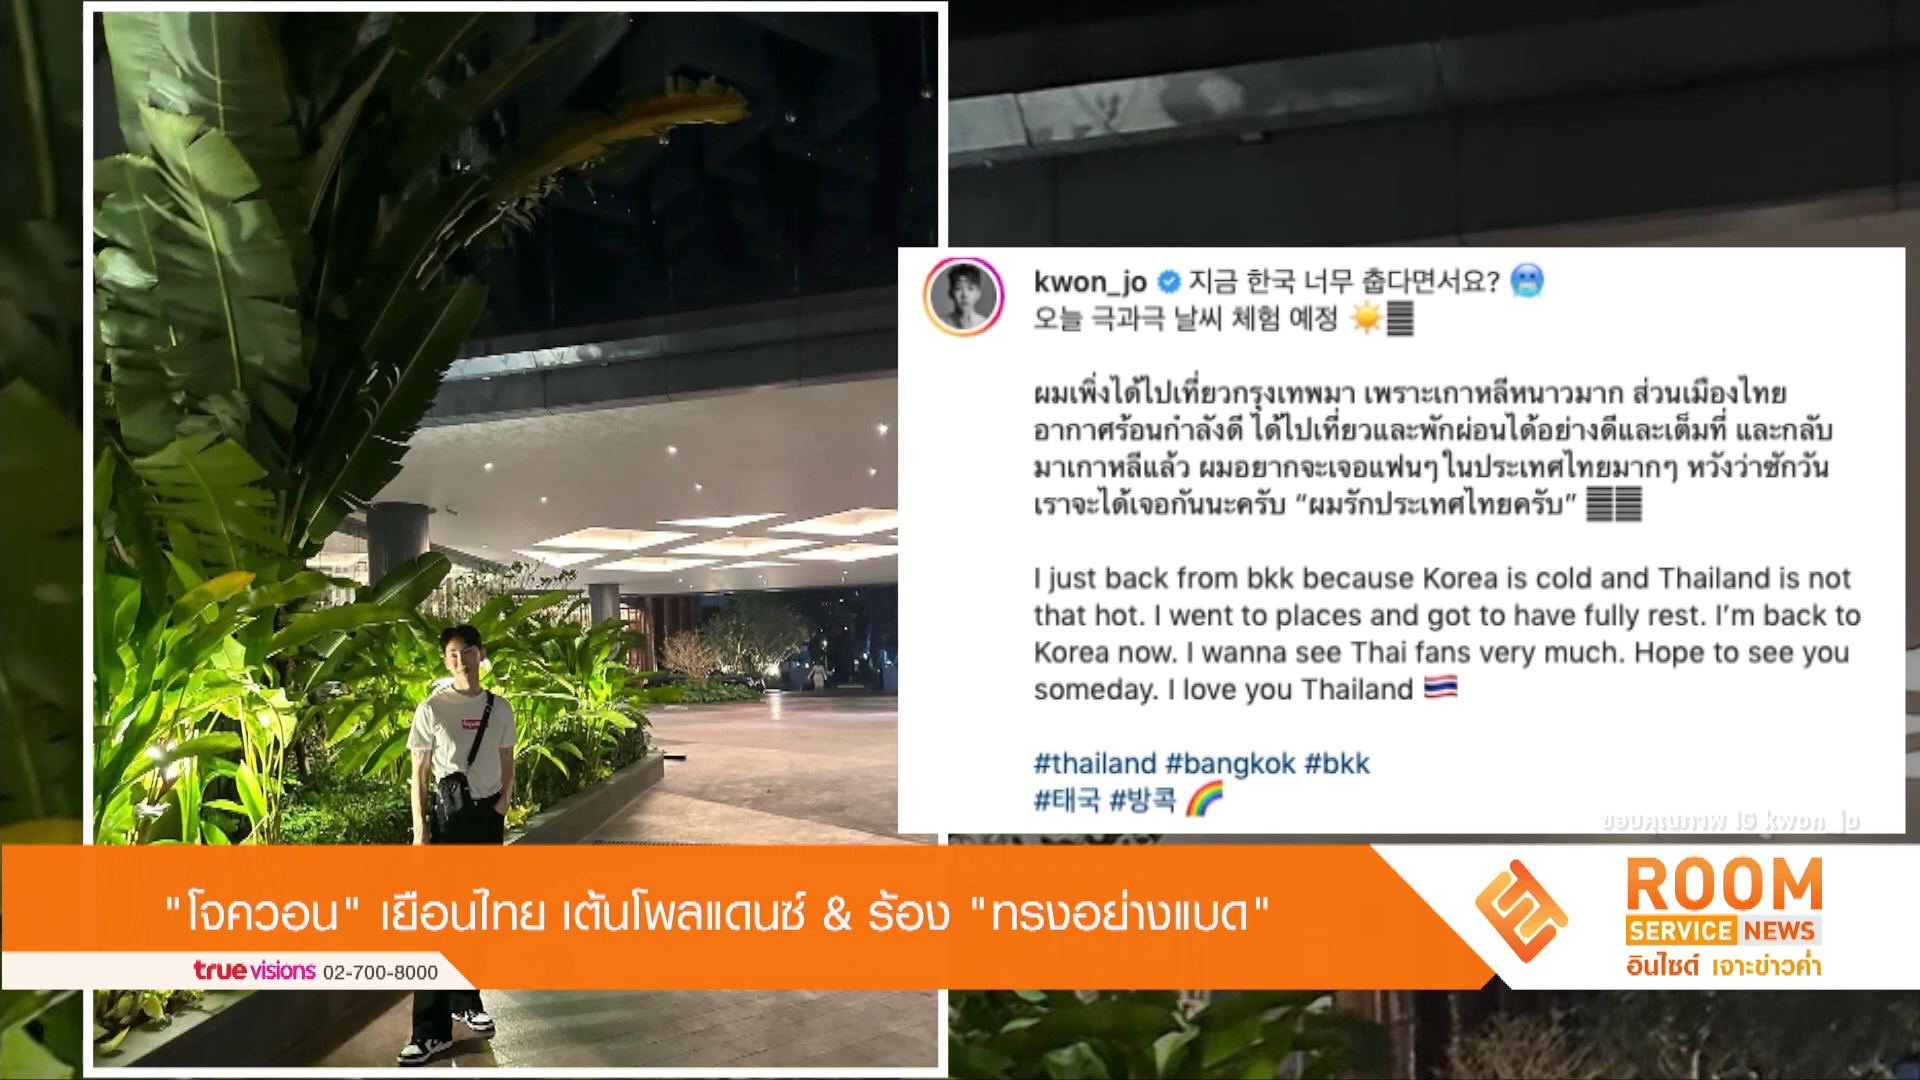 kwon_jo 지금 한국 너무 춥다면서요? 🥶
오늘 극과극 날씨 체험 예정 ☀️
ผมเพิ่งได้ไปเที่ยวกรุงเทพมา เพราะเกาหลีหนาวมาก ส่วนเมืองไทย
อากาศร้อนกำลังดี ได้ไปเที่ยวและพักผ่อนได้อย่างดีและเต็มที่ และกลับ
มาเกาหลีแล้ว ผมอยากจะเจอแฟนๆ ในประเทศไทยมากๆ หวังว่าซักวัน
เราจะได้เจอกันนะครับ “ผมรักประเทศไทยครับ”
I just back from bkk because Korea is cold and Thailand is not
that hot. I went to places and got to have fully rest. I’m back to
Korea now. I wanna see Thai fans very much. Hope to see you
someday. I love you Thailand 🇹🇭
#thailand #bangkok #bkk
#태국 #방콕 🌈
ขอบคุณภาพ IG kwon_jo
"โจควอน" เยือนไทย เต้นโพลแดนซ์ & ร้อง "ทรงอย่างแบด"
truevisions 02-700-8000
ROOM
SERVICE NEWS
อินไซด์ เจาะข่าวค่ำ